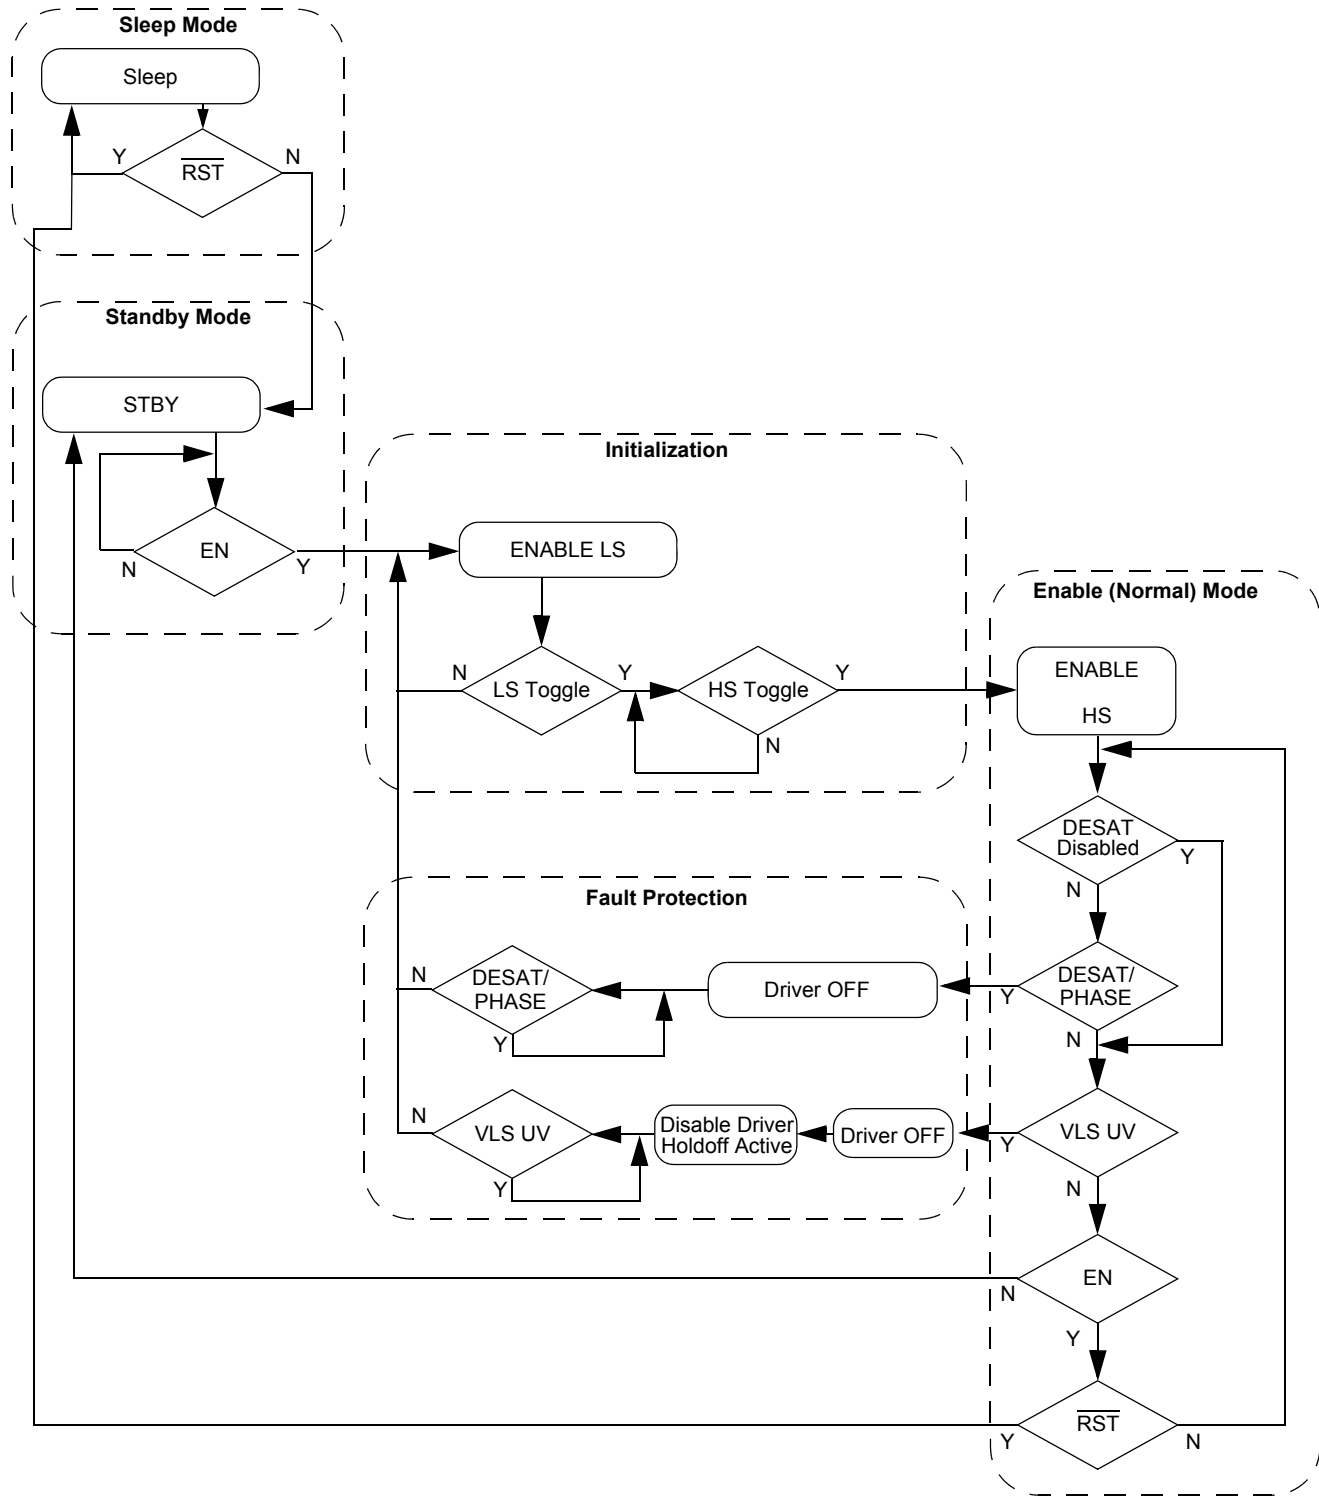 Sleep Mode
Sleep
Y
RST
N
Standby Mode
STBY
EN
N
Y
Initialization
ENABLE LS
N
LS Toggle
Y
HS Toggle
Y
N
Enable (Normal) Mode
ENABLE
HS
DESAT
Disabled
Y
N
DESAT/
PHASE
Y
N
VLS UV
Y
N
EN
N
Y
RST
Y
N
Fault Protection
N
DESAT/
PHASE
Y
Driver OFF
N
VLS UV
Y
Disable Driver
Holdoff Active
Driver OFF